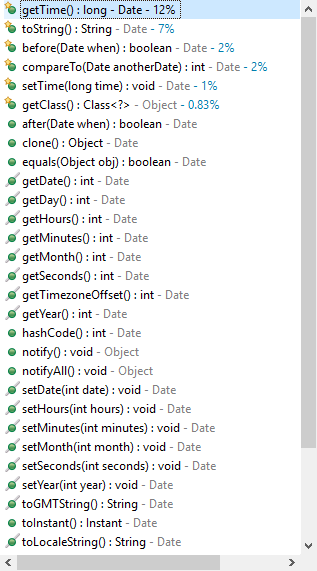 getTime() : long - Date - 12%
toString() : String - Date - 7%
before(Date when) : boolean - Date - 2%
compareTo(Date anotherDate) : int - Date - 2%
setTime(long time) : void - Date - 1%
getClass() : Class<?> - Object - 0.83%
after(Date when) : boolean - Date
clone() : Object - Date
equals(Object obj) : boolean - Date
getDate() : int - Date
getDay() : int - Date
getHours() : int - Date
getMinutes() : int - Date
getMonth() : int - Date
getSeconds() : int - Date
getTimezoneOffset() : int - Date
getYear() : int - Date
hashCode() : int - Date
notify() : void - Object
notifyAll() : void - Object
setDate(int date) : void - Date
setHours(int hours) : void - Date
setMinutes(int minutes) : void - Date
setMonth(int month) : void - Date
setSeconds(int seconds) : void - Date
setYear(int year) : void - Date
toGMTString() : String - Date
toInstant() : Instant - Date
toLocaleString() : String - Date